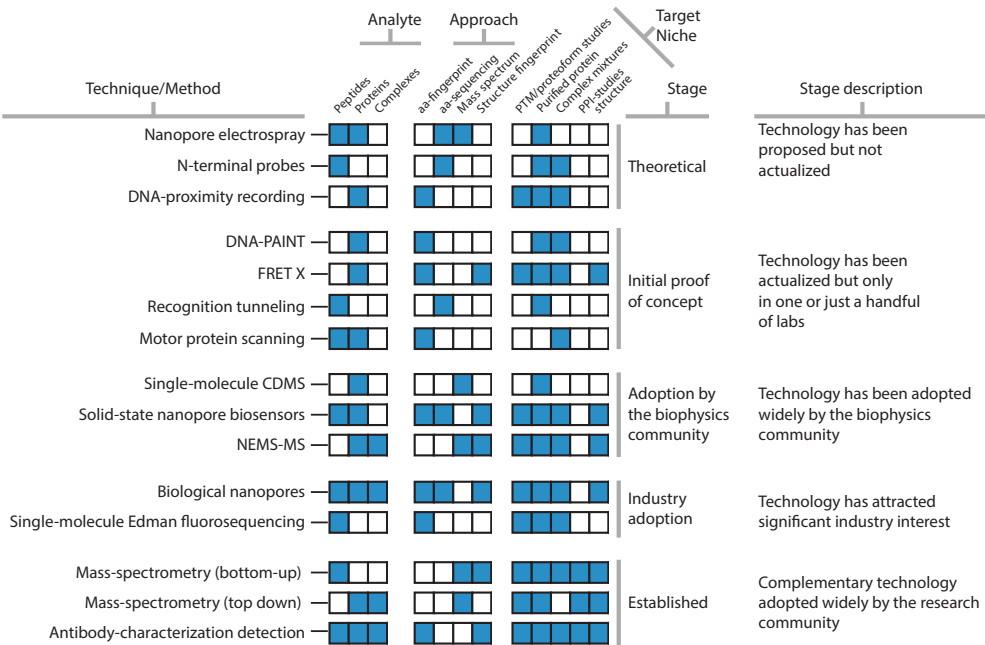 Analyte
Approach
Target
Niche
Technique/Method
Peptides
Proteins
Complexes
aa-fingerprint
aa-sequencing
Mass spectrum
Structure fingerprint
PTM/proteoform studies
Purified protein
Complex mixtures
PPI-studies
structure
Stage
Stage description
Nanopore electrospray
N-terminal probes
DNA-proximity recording
Theoretical
Technology has been
proposed but not
actualized
DNA-PAINT
FRET X
Recognition tunneling
Motor protein scanning
Initial proof
of concept
Technology has been
actualized but only
in one or just a handful
of labs
Single-molecule CDMS
Solid-state nanopore biosensors
NEMS-MS
Adoption by
the biophysics
community
Technology has been adopted
widely by the biophysics
community
Biological nanopores
Single-molecule Edman fluorosequencing
Industry
adoption
Technology has attracted
significant industry interest
Mass-spectrometry (bottom-up)
Mass-spectrometry (top down)
Antibody-characterization detection
Established
Complementary technology
adopted widely by the research
community